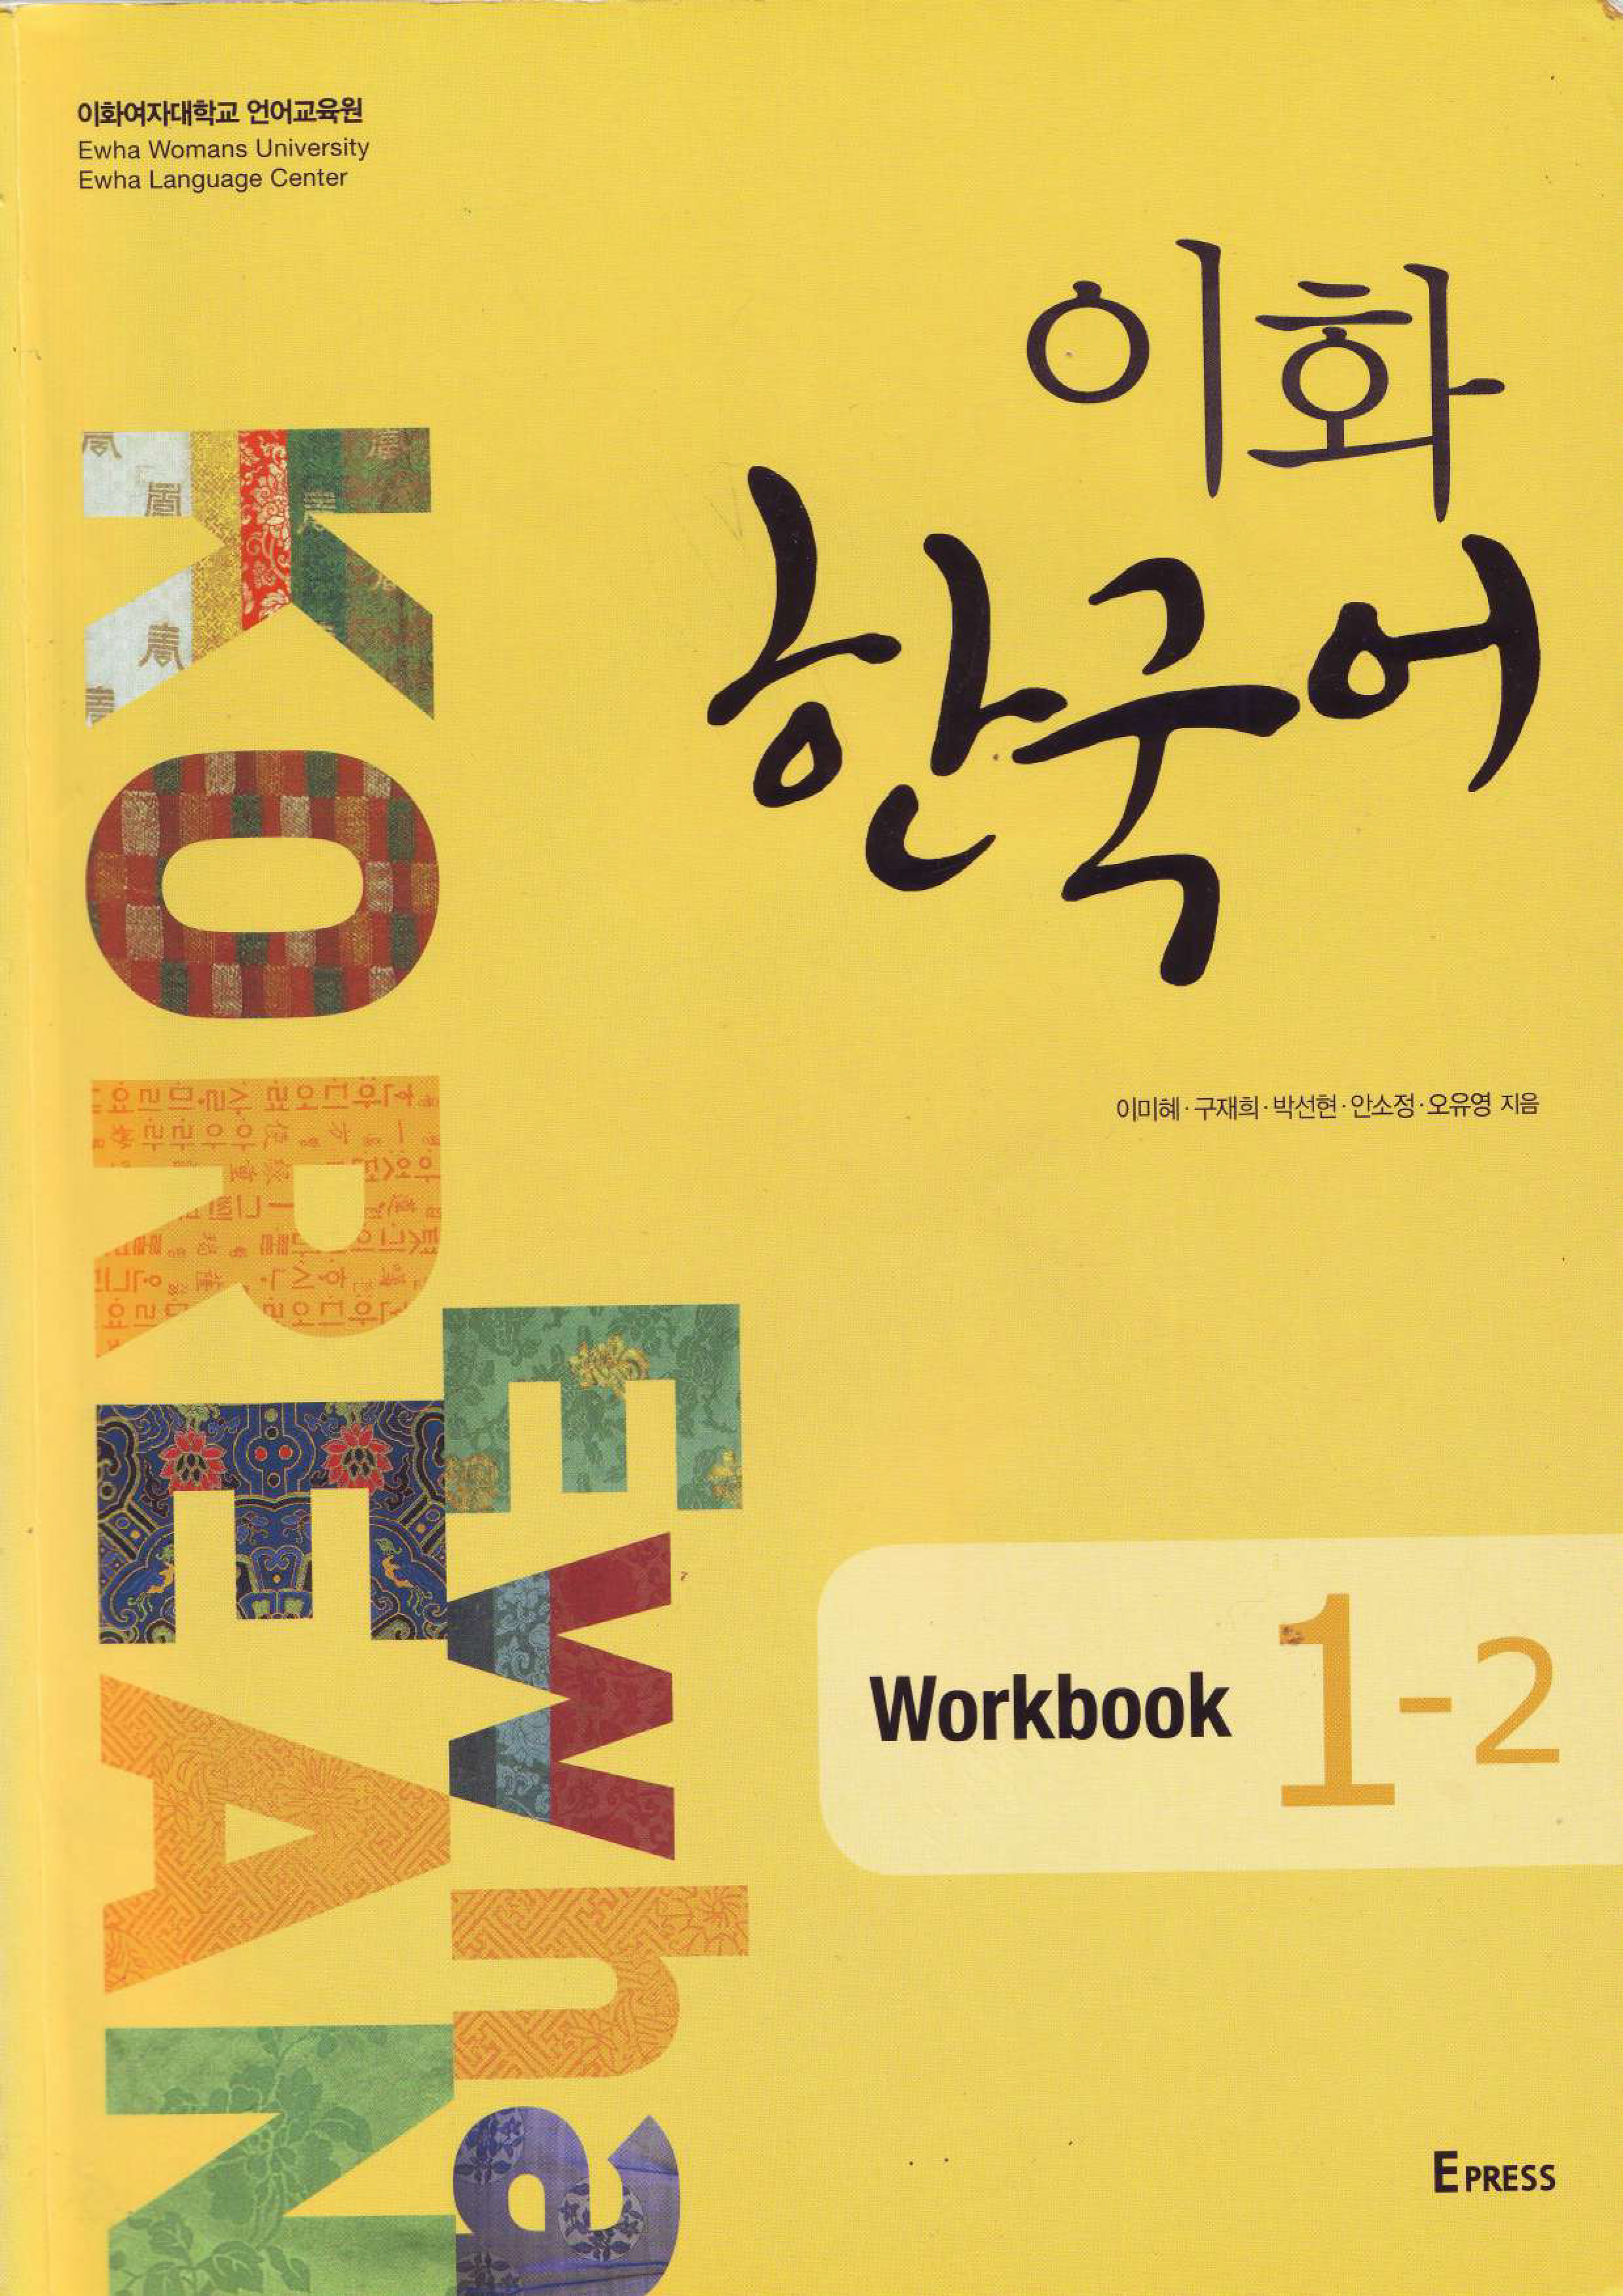 이화여자대학교 언어교육원
Ewha Womans University
Ewha Language Center
이화
한국어
이미혜·구재희·박선현·안소정·오유영 지음
KOREAN
Ewha
Workbook 1-2
E PRESS